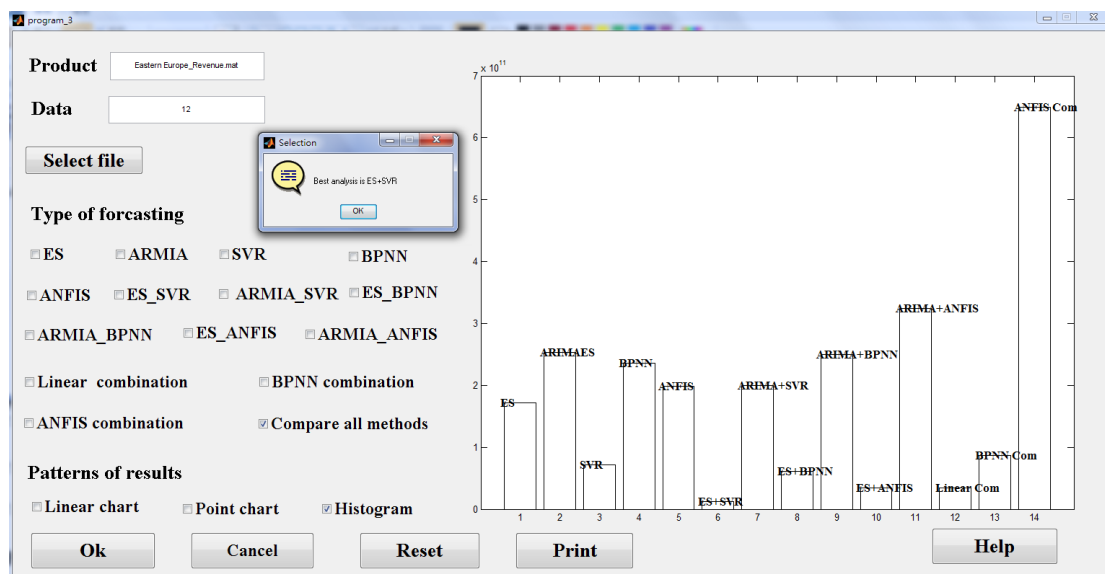 program_3
Product
Eastern Europe_Revenue.mat
Data
12
Select file
Selection
Best analysis is ES+SVR
OK
Type of forcasting
ES
ARMIA
SVR
BPNN
ANFIS
ES_SVR
ARMIA_SVR
ES_BPNN
ARMIA_BPNN
ES_ANFIS
ARMIA_ANFIS
Linear combination
BPNN combination
ANFIS combination
Compare all methods
Patterns of results
Linear chart
Point chart
Histogram
Ok
Cancel
Reset
Print
Help
7 x 10^11
6
5
4
3
2
1
0
ES
ARIMAES
SVR
BPNN
ANFIS
ES+SVR
ARIMA+SVR
ES+BPNN
ARIMA+BPNN
ES+ANFIS
ARIMA+ANFIS
Linear Com
BPNN Com
ANFIS Com
1 2 3 4 5 6 7 8 9 10 11 12 13 14